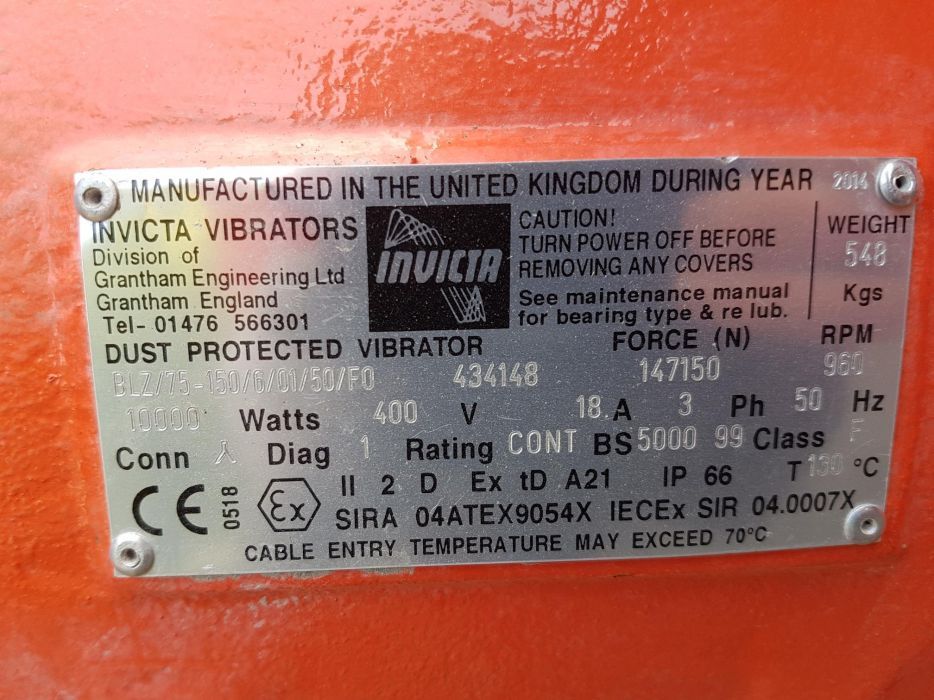 MANUFACTURED IN THE UNITED KINGDOM DURING YEAR 2014
INVICTA VIBRATORS
Division of
Grantham Engineering Ltd
Grantham England
Tel- 01476 566301
INVICTA
CAUTION!
TURN POWER OFF BEFORE
REMOVING ANY COVERS
See maintenance manual
for bearing type & re lub.
WEIGHT
548
Kgs
DUST PROTECTED VIBRATOR FORCE (N) RPM
BLZ/75-150/6/01/50/F0 434148 147150 960
10000 Watts 400 V 18. A 3 Ph 50 Hz
Conn Diag 1 Rating CONT BS 5000 99 Class F
CE 0518 Ex II 2 D Ex tD A21 IP 66 T 130 °C
SIRA 04ATEX9054X IECEx SIR 04.0007X
CABLE ENTRY TEMPERATURE MAY EXCEED 70°C